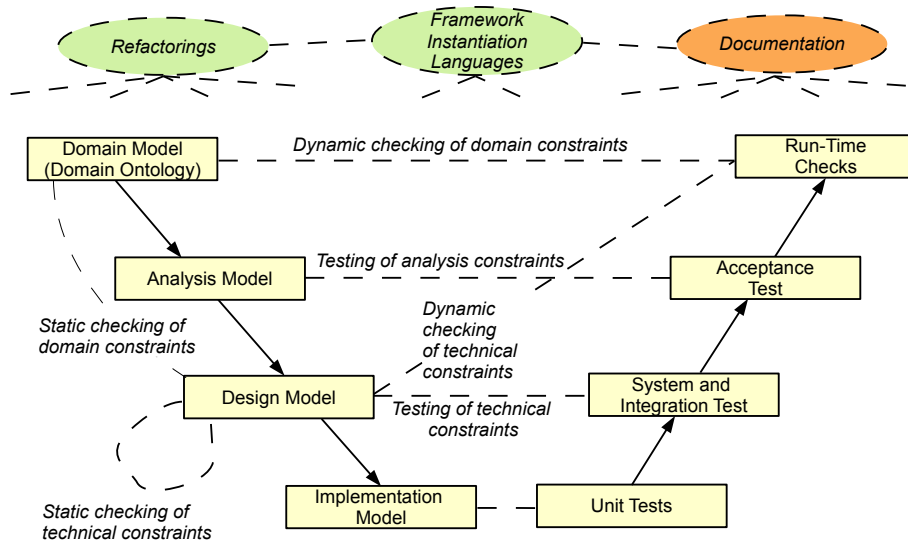 Refactorings
Framework
Instantiation
Languages
Documentation
Domain Model
(Domain Ontology)
Dynamic checking of domain constraints
Run-Time
Checks
Analysis Model
Testing of analysis constraints
Acceptance
Test
Static checking of
domain constraints
Dynamic
checking
of technical
constraints
Design Model
Testing of technical
constraints
System and
Integration Test
Static checking of
technical constraints
Implementation
Model
Unit Tests